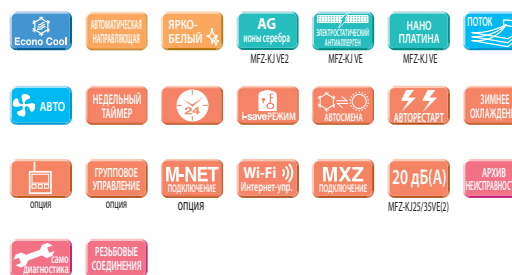 Econo Cool
АВТОМАТИЧЕСКАЯ
НАПРАВЛЯЮЩАЯ
ЯРКО-
БЕЛЫЙ
AG
ионы серебра
MFZ-KJ VE2
ЭЛЕКТРОСТАТИЧЕСКИЙ
АНТИАЛЛЕРГЕН
MFZ-KJ VE
НАНО
ПЛАТИНА
MFZ-KJ VE
ПОТОК
АВТО
НЕДЕЛЬНЫЙ
ТАЙМЕР
24
i-saveРЕЖИМ
АВТОСМЕНА
АВТОРЕСТАРТ
ЗИМНЕЕ
ОХЛАЖДЕНИ
опция
ГРУППОВОЕ
УПРАВЛЕНИЕ
опция
M-NET
ПОДКЛЮЧЕНИЕ
ОПЦИЯ
Wi-Fi
Интернет-упр.
MXZ
ПОДКЛЮЧЕНИЕ
20 дБ(А)
MFZ-KJ25/35VE(2)
АРХИВ
НЕИСПРАВНОСТ
само
диагностика
РЕЗЬБОВЫЕ
СОЕДИНЕНИЯ